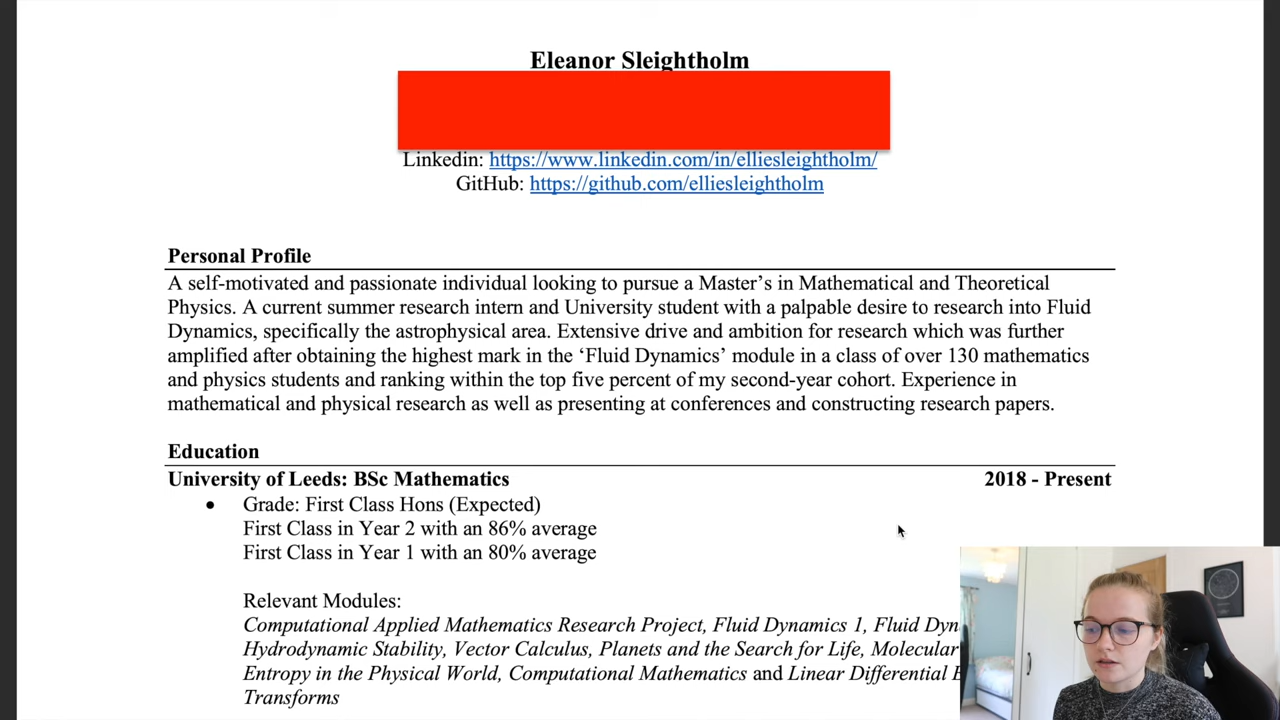 Eleanor Sleightholm
Linkedin: https://www.linkedin.com/in/elliesleightholm/
GitHub: https://github.com/elliesleightholm
Personal Profile
A self-motivated and passionate individual looking to pursue a Master’s in Mathematical and Theoretical
Physics. A current summer research intern and University student with a palpable desire to research into Fluid
Dynamics, specifically the astrophysical area. Extensive drive and ambition for research which was further
amplified after obtaining the highest mark in the ‘Fluid Dynamics’ module in a class of over 130 mathematics
and physics students and ranking within the top five percent of my second-year cohort. Experience in
mathematical and physical research as well as presenting at conferences and constructing research papers.
Education
University of Leeds: BSc Mathematics 2018 - Present
• Grade: First Class Hons (Expected)
First Class in Year 2 with an 86% average
First Class in Year 1 with an 80% average
Relevant Modules:
Computational Applied Mathematics Research Project, Fluid Dynamics 1, Fluid Dyn
Hydrodynamic Stability, Vector Calculus, Planets and the Search for Life, Molecular
Entropy in the Physical World, Computational Mathematics and Linear Differential
Transforms